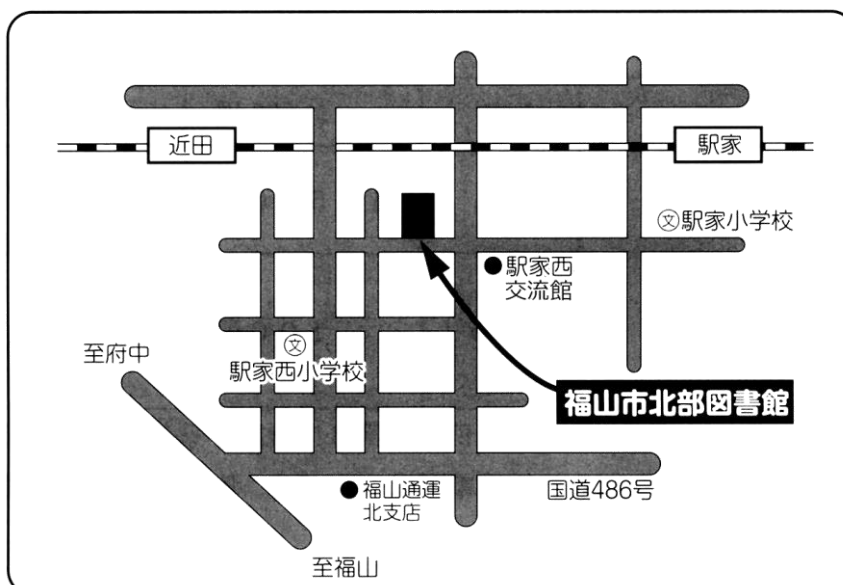 近田
駅家
文駅家小学校
駅家西
交流館
文
駅家西小学校
至府中
福山市北部図書館
福山通運
北支店
国道486号
至福山